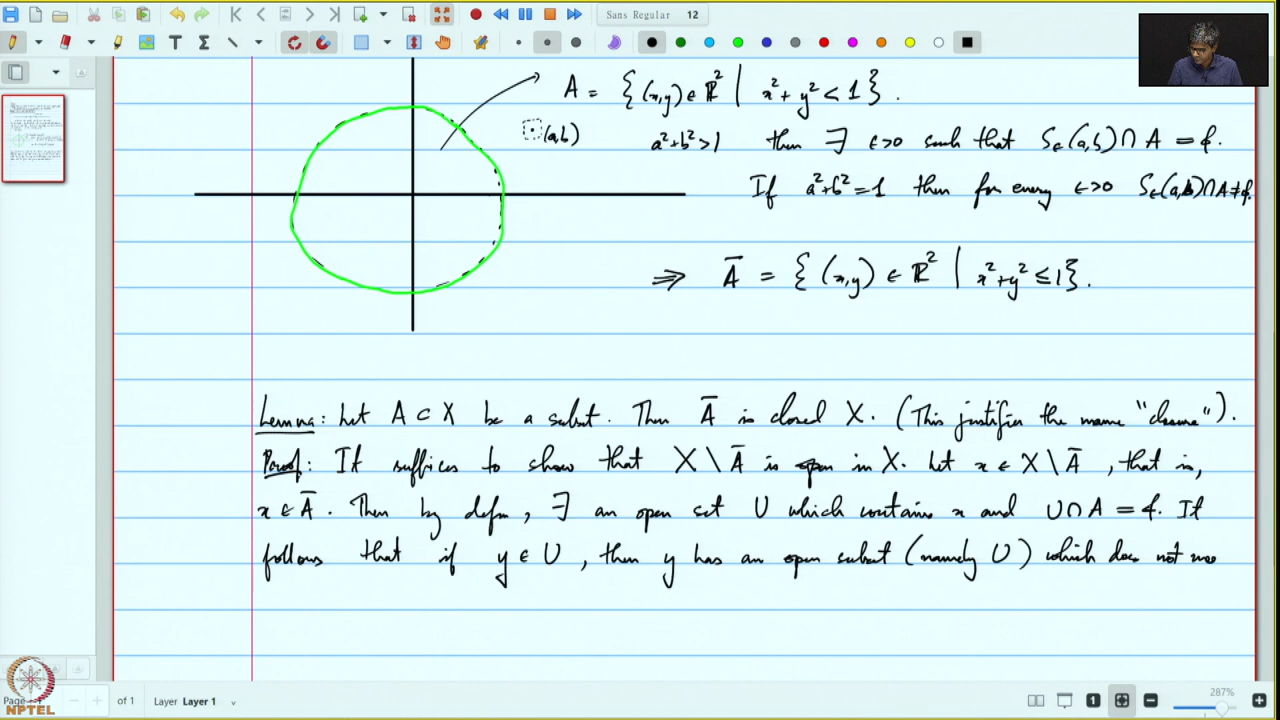 Sans Regular 12
A = {(x,y) ∈ ℝ² | x² + y² < 1}.
(a,b) a²+b²>1 then ∃ ε>0 such that Sε(a,b) ∩ A = ϕ.
If a²+b²=1 then for every ε>0 Sε(a,b)∩A≠ϕ.
⇒ Ā = {(x,y) ∈ ℝ² | x²+y² ≤ 1}.
Lemma: Let A ⊂ X be a subset. Then Ā is closed X. (This justifies the name "closure").
Proof: It suffices to show that X \ Ā is open in X. Let x ∈ X \ Ā, that is,
x ∉ Ā. Then by defn, ∃ an open set U which contains x and U ∩ A = ϕ. It
follows that if y ∈ U, then y has an open subset (namely U) which does not
Page of 1 Layer Layer 1
287%
NPTEL